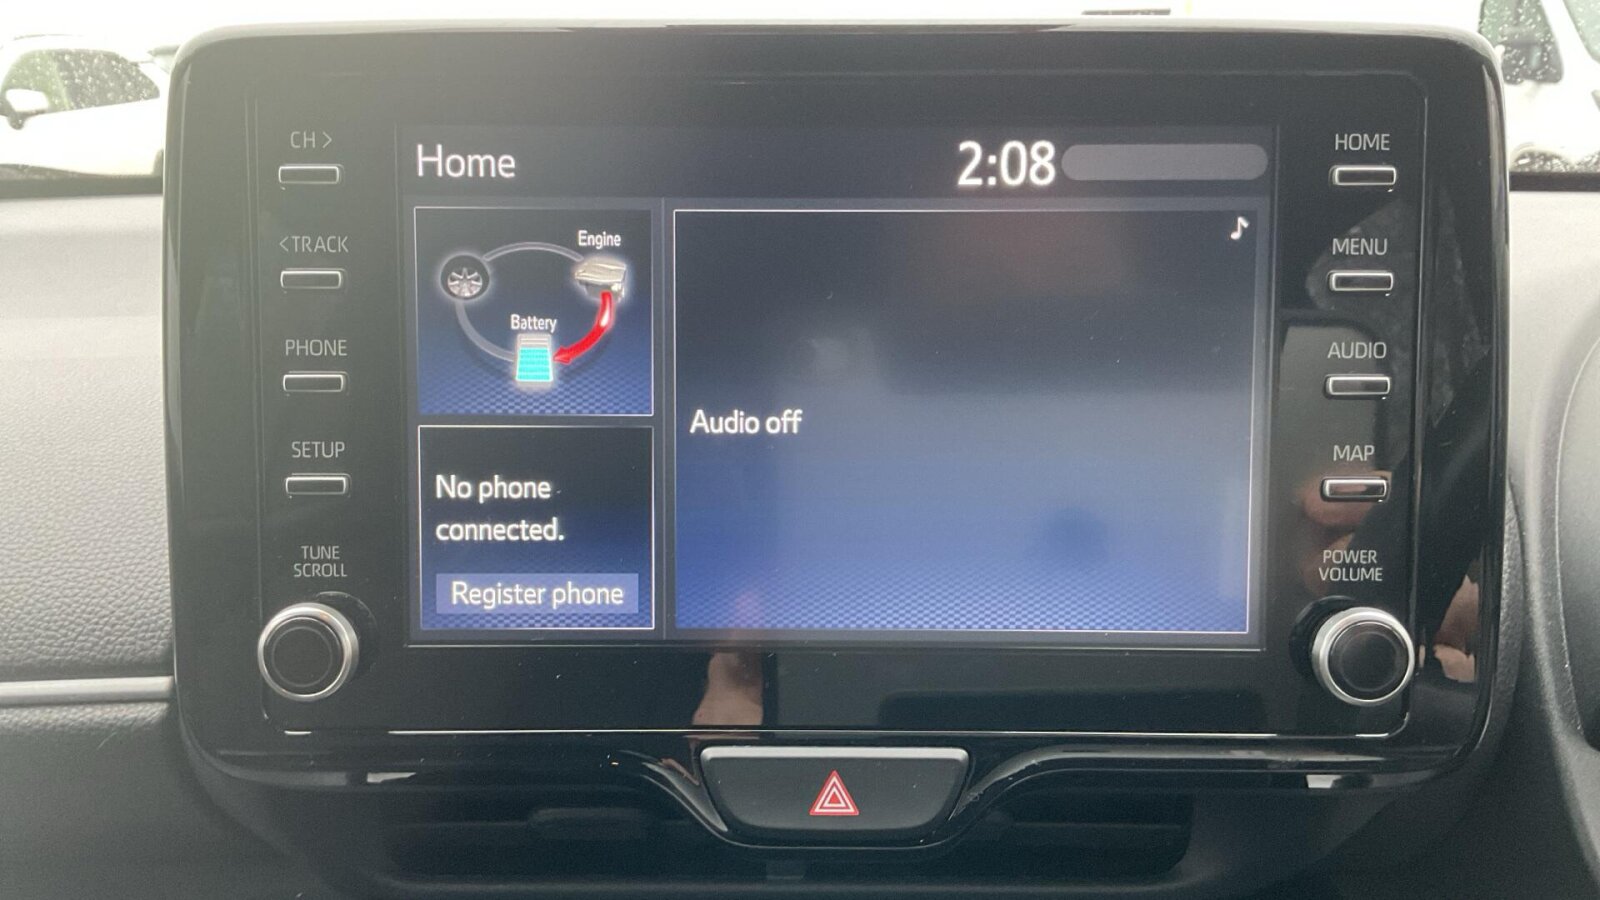 CH >
<TRACK
PHONE
SETUP
TUNE
SCROLL
Home
2:08
Engine
Battery
No phone
connected.
Register phone
Audio off
HOME
MENU
AUDIO
MAP
POWER
VOLUME